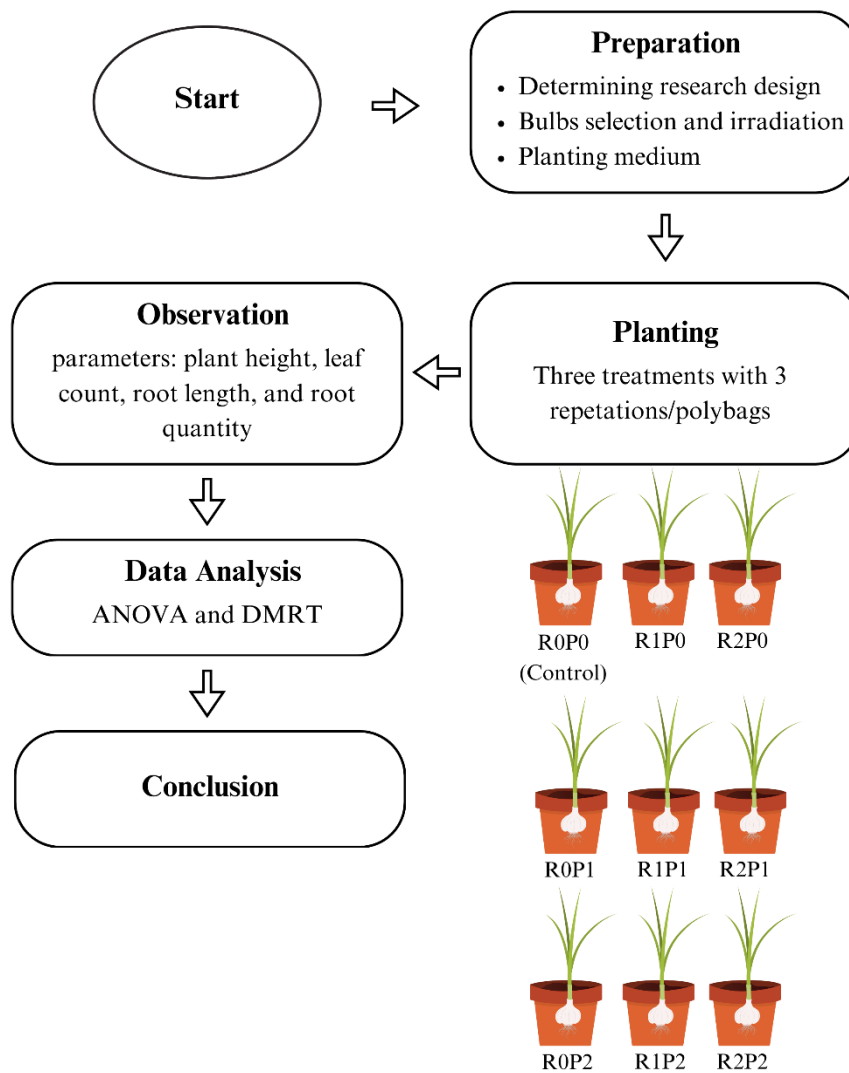 Start
Preparation
• Determining research design
• Bulbs selection and irradiation
• Planting medium
Planting
Three treatments with 3
repetations/polybags
Observation
parameters: plant height, leaf
count, root length, and root
quantity
Data Analysis
ANOVA and DMRT
Conclusion
R0P0 R1P0 R2P0
(Control)
R0P1 R1P1 R2P1
R0P2 R1P2 R2P2